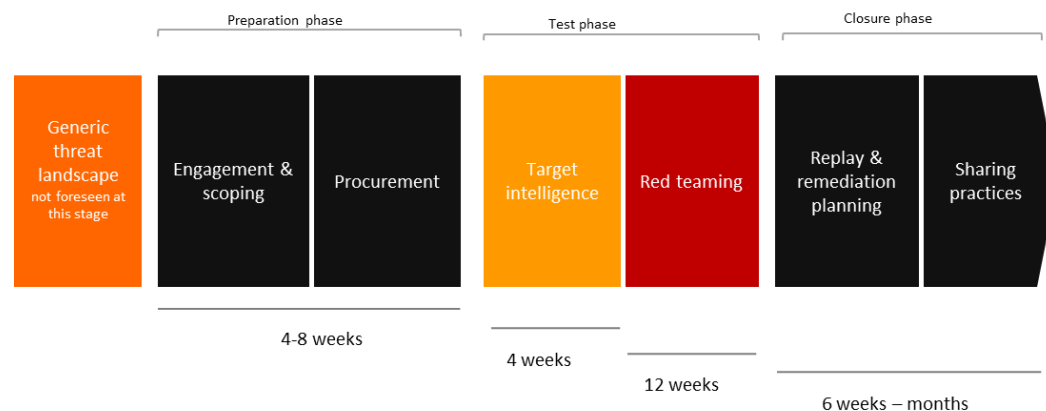 Preparation phase
Test phase
Closure phase
Generic
threat
landscape
not foreseen at
this stage
Engagement &
scoping
Procurement
Target
intelligence
Red teaming
Replay &
remediation
planning
Sharing
practices
4-8 weeks
4 weeks
12 weeks
6 weeks – months